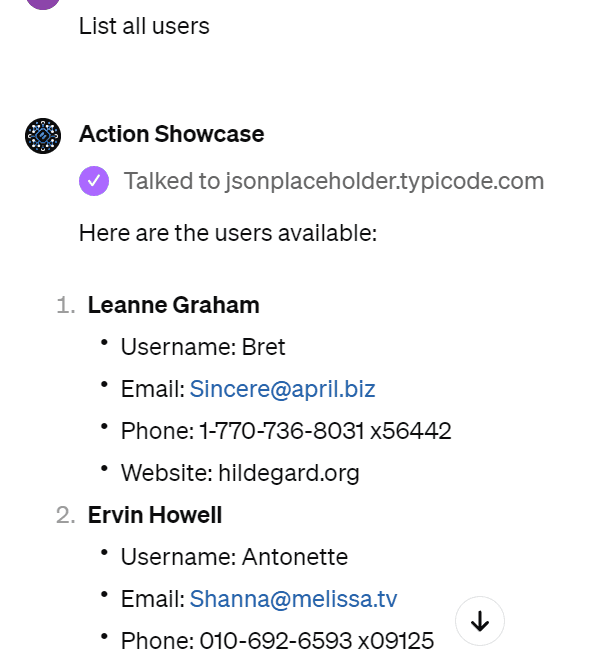 List all users
Action Showcase
Talked to jsonplaceholder.typicode.com
Here are the users available:
1. Leanne Graham
• Username: Bret
• Email: Sincere@april.biz
• Phone: 1-770-736-8031 x56442
• Website: hildegard.org
2. Ervin Howell
• Username: Antonette
• Email: Shanna@melissa.tv
• Phone: 010-692-6593 x09125